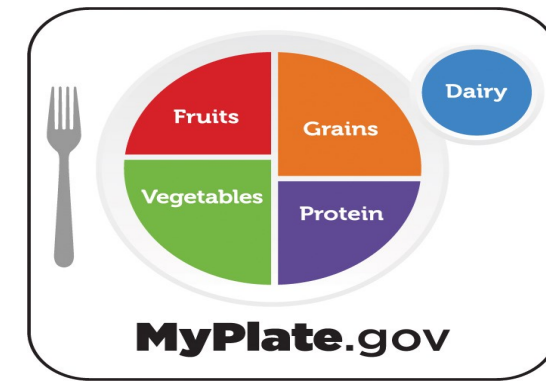 Fruits
Grains
Dairy
Vegetables
Protein
MyPlate.gov